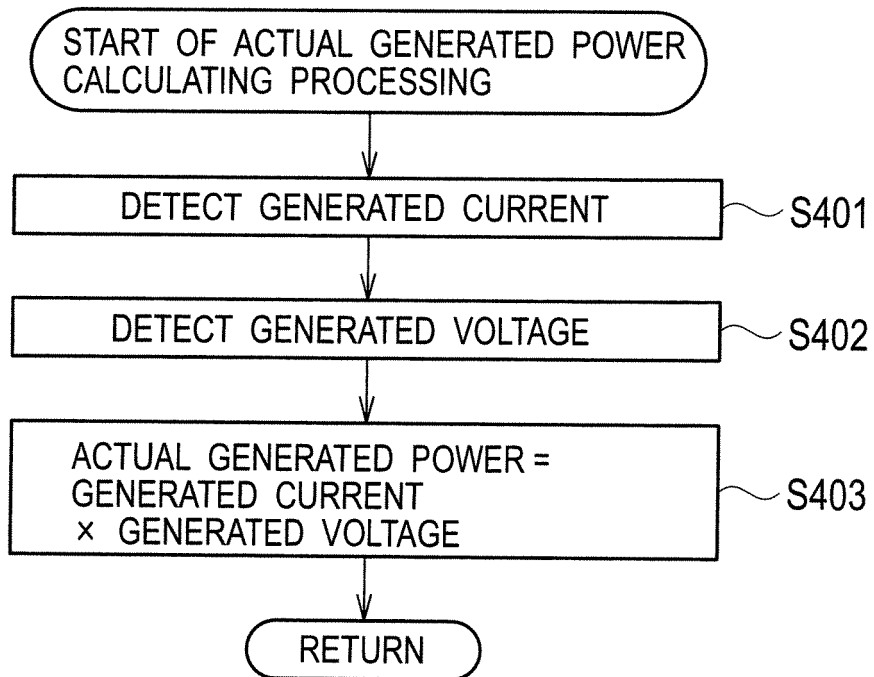 START OF ACTUAL GENERATED POWER
CALCULATING PROCESSING
DETECT GENERATED CURRENT
S401
DETECT GENERATED VOLTAGE
S402
ACTUAL GENERATED POWER =
GENERATED CURRENT
× GENERATED VOLTAGE
S403
RETURN